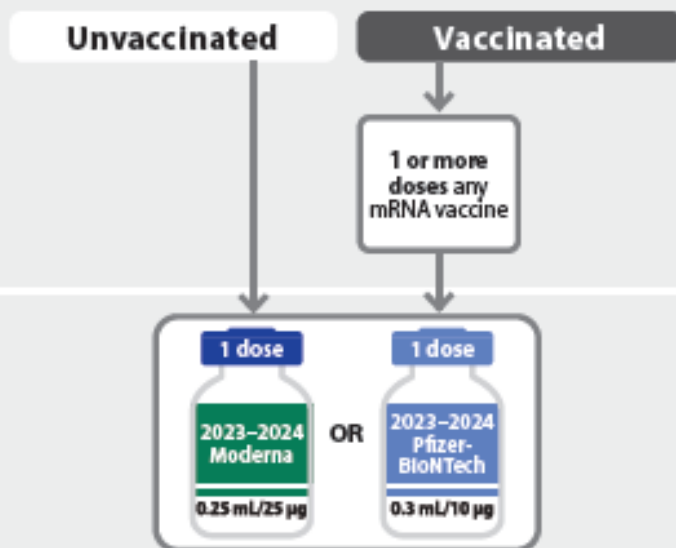 Unvaccinated
Vaccinated
1 or more
doses any
mRNA vaccine
1 dose
2023–2024
Moderna
0.25 mL/25 µg
OR
1 dose
2023–2024
Pfizer-
BioNTech
0.3 mL/10 µg